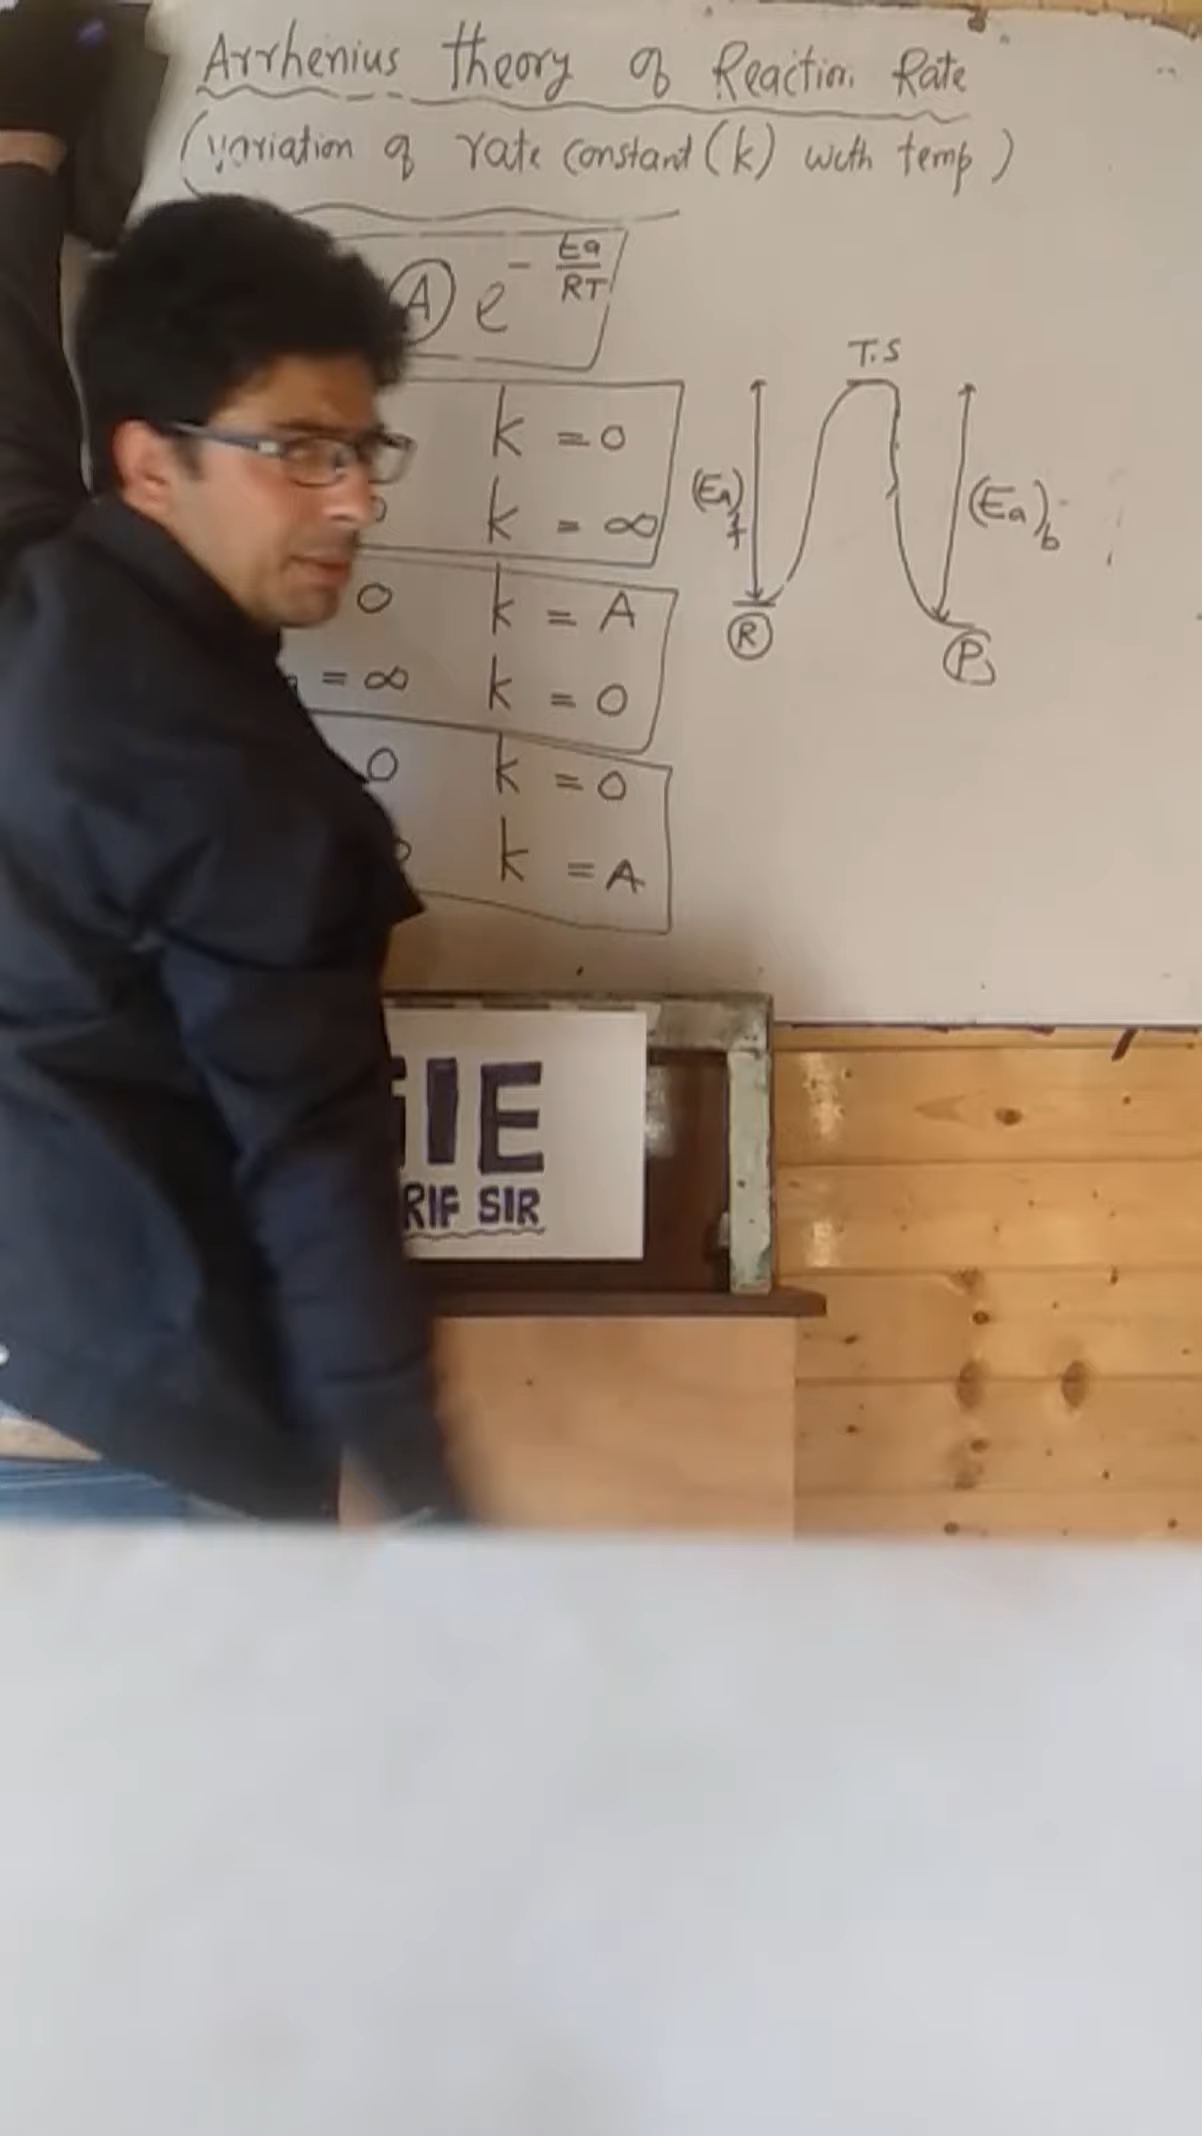 Arrhenius theory of Reaction Rate
(variation of rate constant (k) with temp)
A e^- Ea/RT
k = 0
k = ∞
0 k = A
= ∞ k = 0
0 k = 0
k = A
T.S
(Ea)f
(Ea)b
R
P
IE
RIF SIR